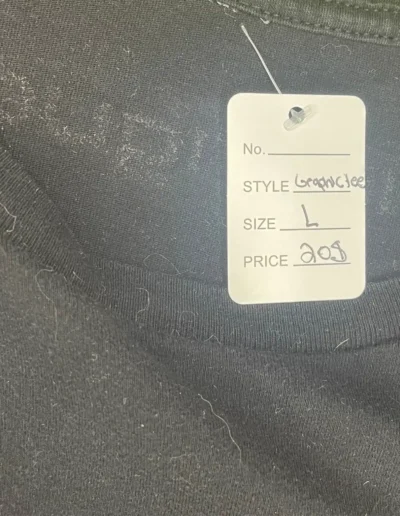 No.
STYLE Graphic tee
SIZE L
PRICE 20$